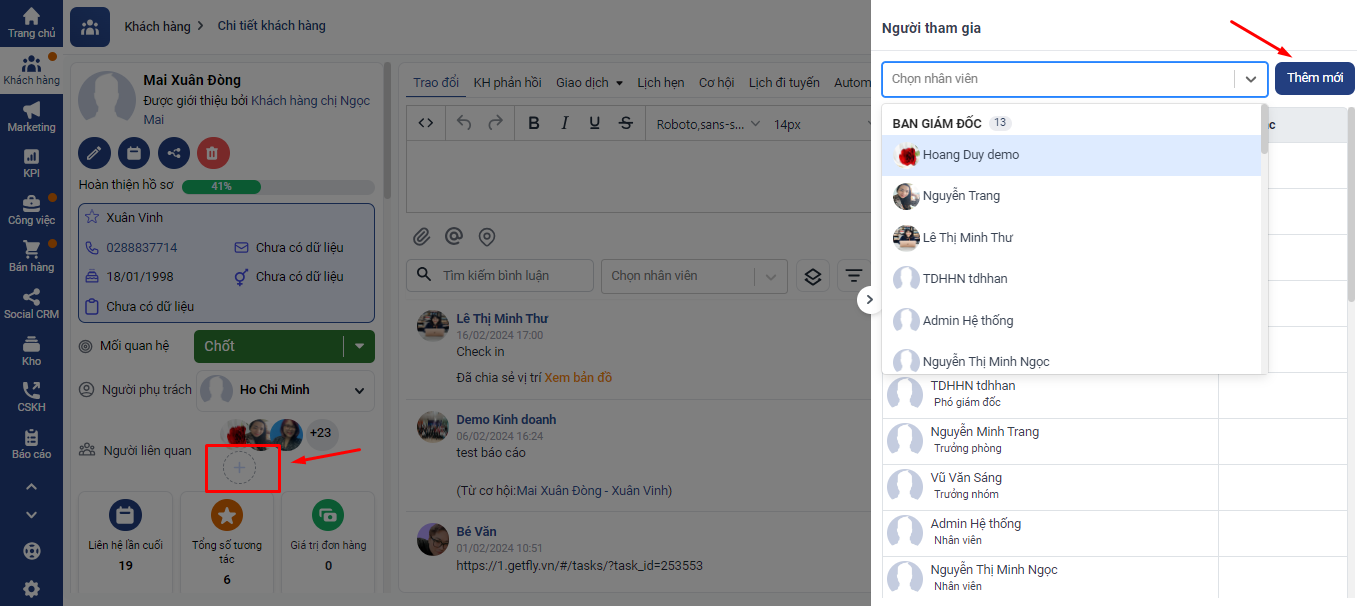 Trang chủ
Khách hàng
Marketing
KPI
Công việc
Bán hàng
Social CRM
Kho
CSKH
Báo cáo
Khách hàng
Chi tiết khách hàng
Mai Xuân Đòng
Được giới thiệu bởi Khách hàng chị Ngọc
Mai
Hoàn thiện hồ sơ 41%
Xuân Vinh
0288837714 Chưa có dữ liệu
18/01/1998 Chưa có dữ liệu
Chưa có dữ liệu
Mối quan hệ Chốt
Người phụ trách Ho Chi Minh
+23
Người liên quan
Liên hệ lần cuối
19
Tổng số tương
tác
6
Giá trị đơn hàng
0
Trao đổi KH phản hồi Giao dịch Lịch hẹn Cơ hội Lịch đi tuyến Autom
B I U S Roboto,sans-s... 14px
Tìm kiếm bình luận Chọn nhân viên
Lê Thị Minh Thư
16/02/2024 17:00
Check in
Đã chia sẻ vị trí Xem bản đồ
Demo Kinh doanh
06/02/2024 16:24
test báo cáo
(Từ cơ hội:Mai Xuân Đòng - Xuân Vinh)
Bé Văn
01/02/2024 10:51
https://1.getfly.vn/#/tasks/?task_id=253553
Người tham gia
Chọn nhân viên
Thêm mới
BAN GIÁM ĐỐC 13
Hoang Duy demo
Nguyễn Trang
Lê Thị Minh Thư
TDHHN tdhhan
Admin Hệ thống
Nguyễn Thị Minh Ngọc
TDHHN tdhhan
Phó giám đốc
Nguyễn Minh Trang
Trưởng phòng
Vũ Văn Sáng
Trưởng nhóm
Admin Hệ thống
Nhân viên
Nguyễn Thị Minh Ngọc
Nhân viên